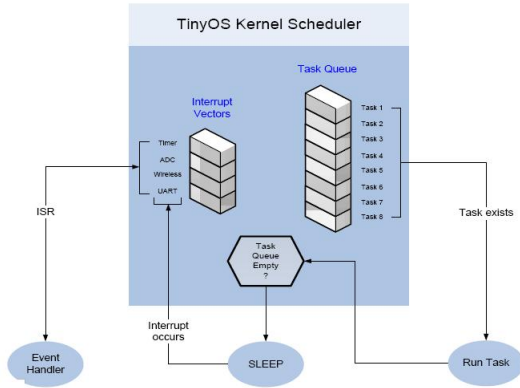 TinyOS Kernel Scheduler
Task Queue
Interrupt
Vectors
Timer
ADC
Wireless
UART
Task 1
Task 2
Task 3
Task 4
Task 5
Task 6
Task 7
Task 8
ISR
Task exists
Task
Queue
Empty
?
Interrupt
occurs
Event
Handler
SLEEP
Run Task